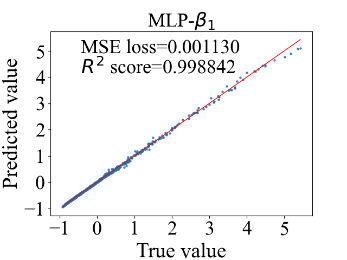 MLP-β₁
MSE loss=0.001130
R² score=0.998842
Predicted value
5
4
3
2
1
0
−1
−1 0 1 2 3 4 5
True value